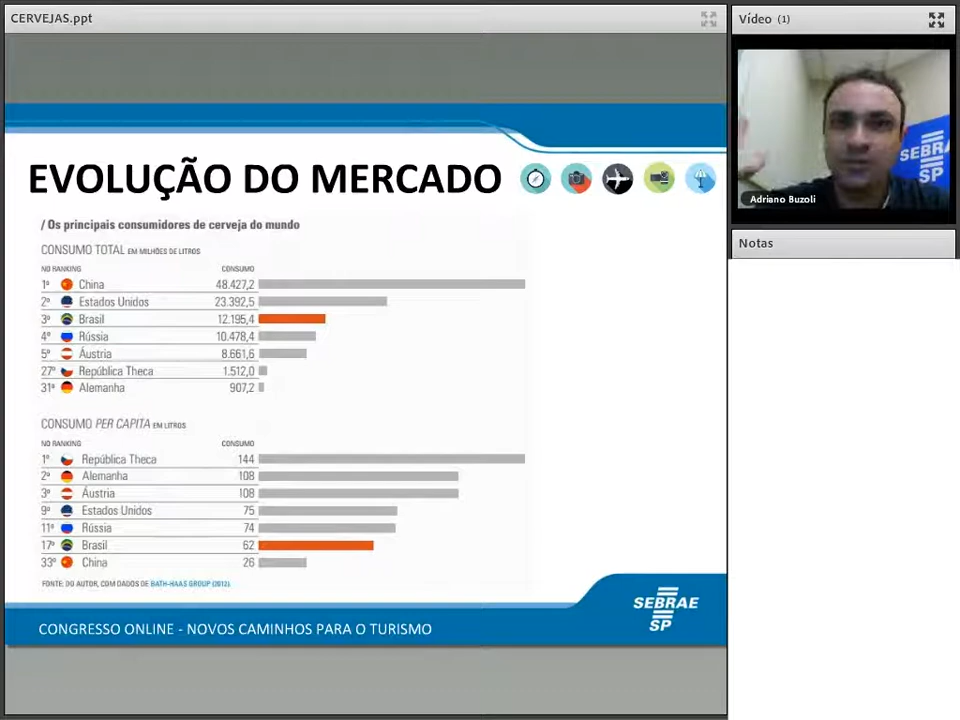 CERVEJAS.ppt
Vídeo (1)
SEBRAE
SP
Adriano Buzoli
Notas
EVOLUÇÃO DO MERCADO
/ Os principais consumidores de cerveja do mundo
CONSUMO TOTAL EM MILHÕES DE LITROS
NO RANKING CONSUMO
1º China 48.427,2
2º Estados Unidos 23.392,5
3º Brasil 12.195,4
4º Rússia 10.478,4
5º Áustria 8.661,6
27º República Theca 1.512,0
31º Alemanha 907,2
CONSUMO PER CAPITA EM LITROS
NO RANKING CONSUMO
1º República Theca 144
2º Alemanha 108
3º Áustria 108
9º Estados Unidos 75
11º Rússia 74
17º Brasil 62
33º China 26
FONTE: DO AUTOR, COM DADOS DE BATH-HAAS GROUP (2012).
SEBRAE
SP
CONGRESSO ONLINE - NOVOS CAMINHOS PARA O TURISMO